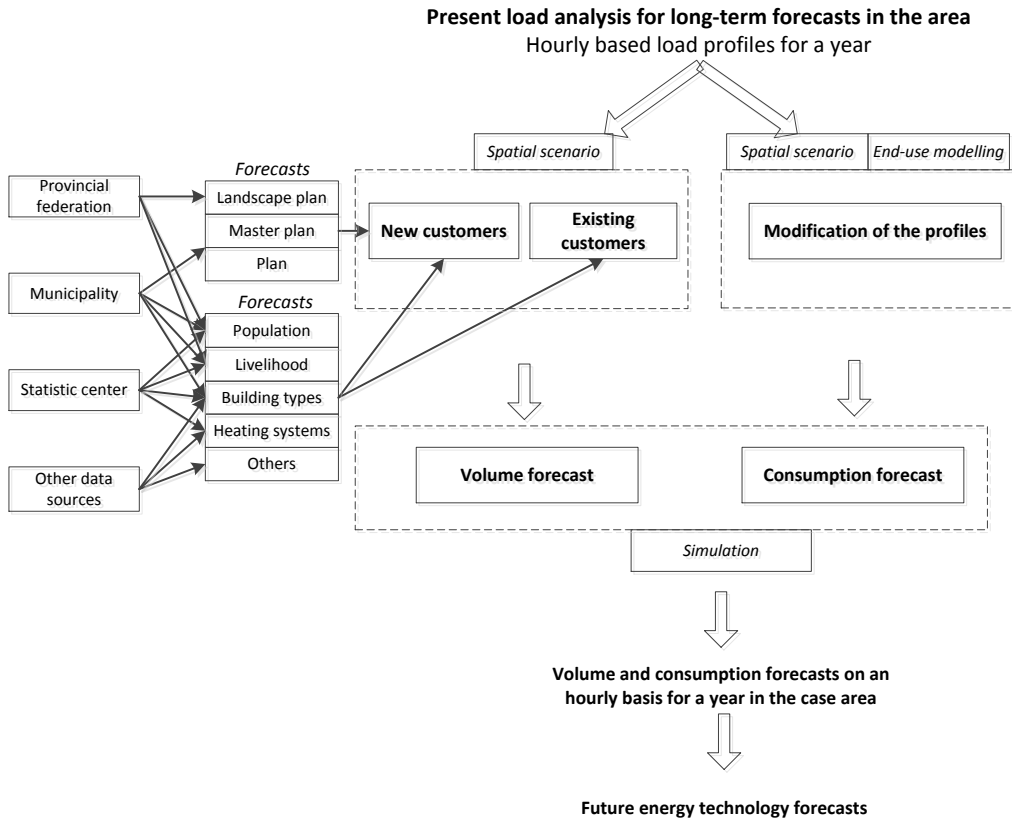 Present load analysis for long-term forecasts in the area
Hourly based load profiles for a year
Spatial scenario
Spatial scenario
End-use modelling
Forecasts
Provincial
federation
Landscape plan
Master plan
Plan
New customers
Existing
customers
Modification of the profiles
Municipality
Forecasts
Population
Livelihood
Building types
Heating systems
Others
Statistic center
Other data
sources
Volume forecast
Consumption forecast
Simulation
Volume and consumption forecasts on an
hourly basis for a year in the case area
Future energy technology forecasts